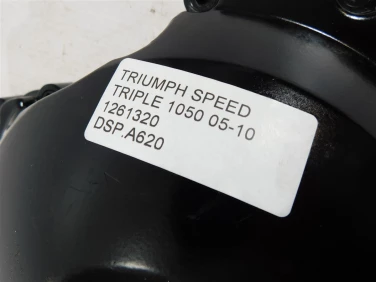 TRIUMPH SPEED
TRIPLE 1050 05-10
1261320
DSP.A620